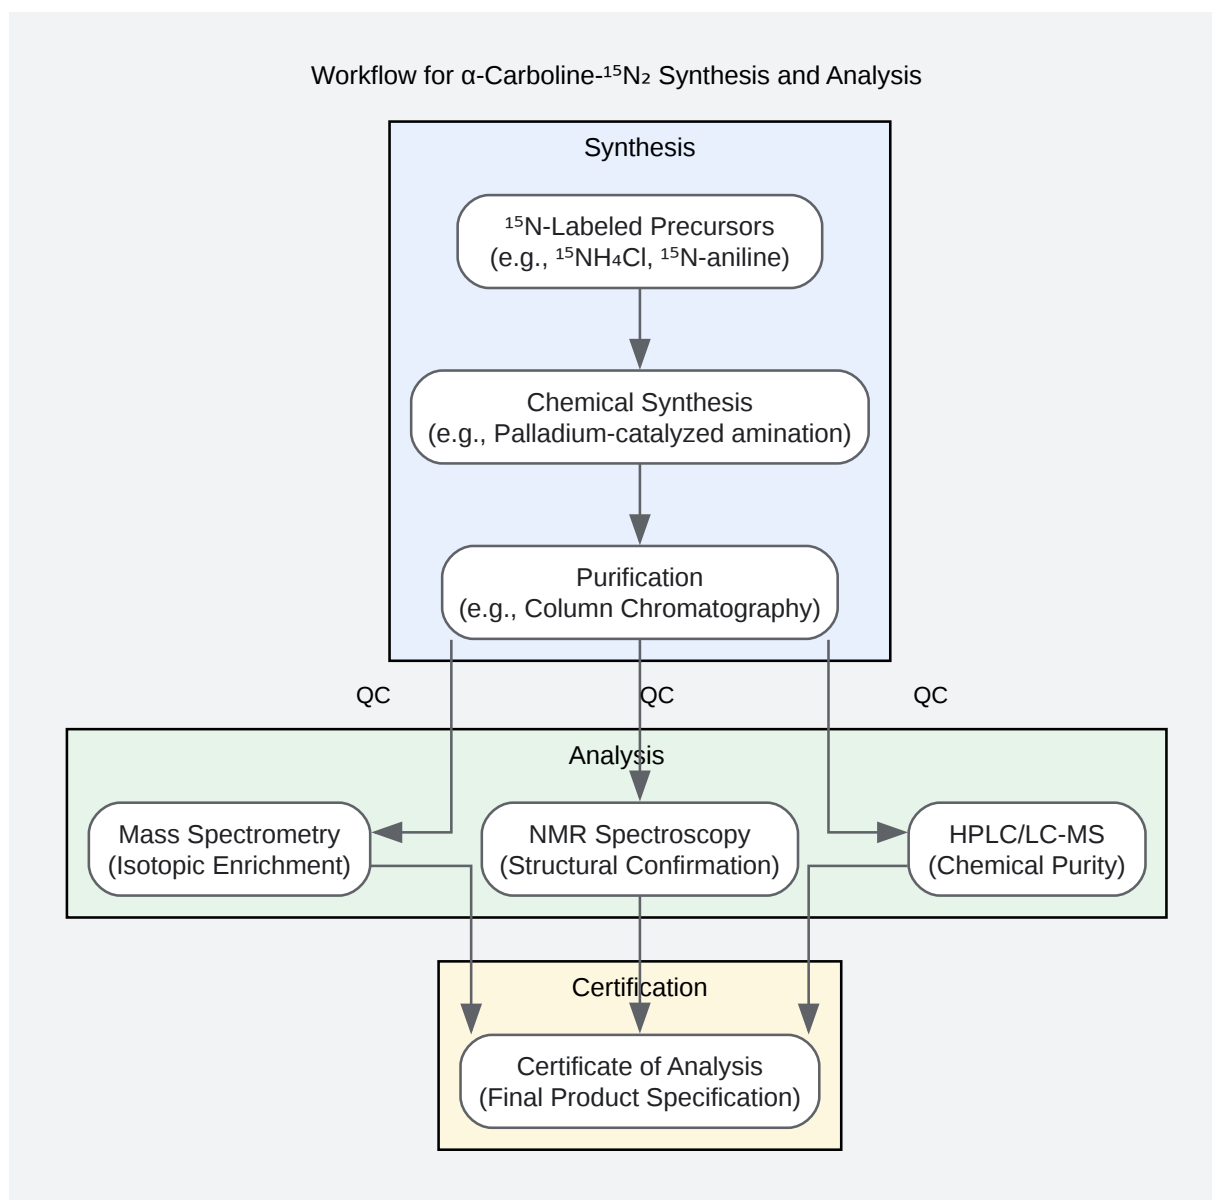 Workflow for α-Carboline-¹⁵N₂ Synthesis and Analysis
Synthesis
¹⁵N-Labeled Precursors
(e.g., ¹⁵NH₄Cl, ¹⁵N-aniline)
Chemical Synthesis
(e.g., Palladium-catalyzed amination)
Purification
(e.g., Column Chromatography)
QC
QC
QC
Analysis
Mass Spectrometry
(Isotopic Enrichment)
NMR Spectroscopy
(Structural Confirmation)
HPLC/LC-MS
(Chemical Purity)
Certification
Certificate of Analysis
(Final Product Specification)